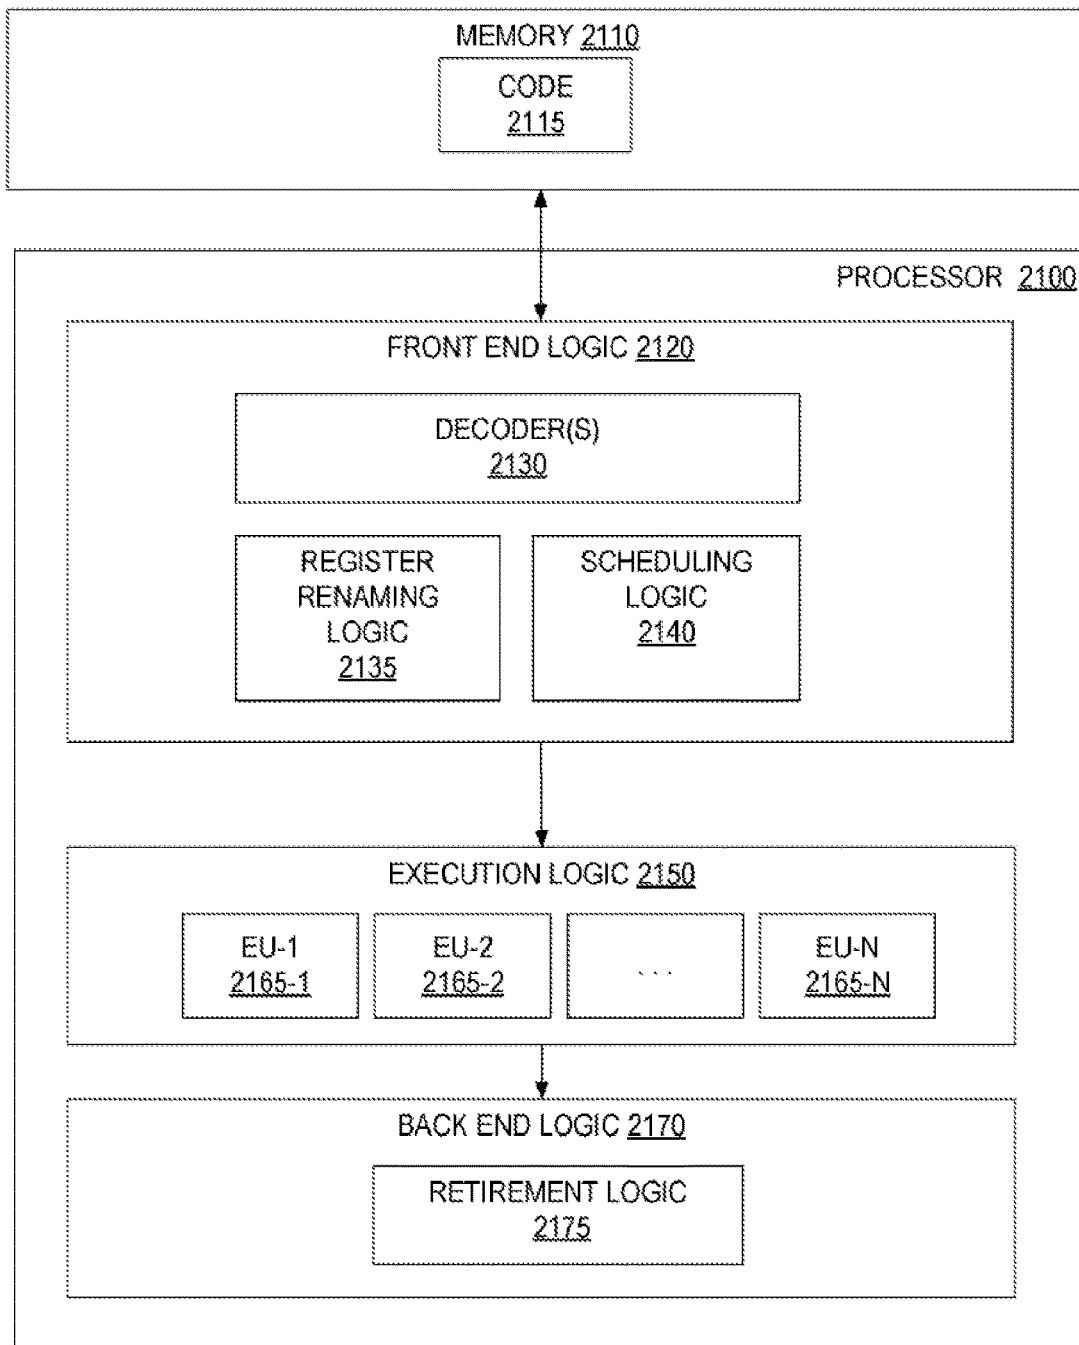 MEMORY 2110
CODE
2115
PROCESSOR 2100
FRONT END LOGIC 2120
DECODER(S)
2130
REGISTER
RENAMING
LOGIC
2135
SCHEDULING
LOGIC
2140
EXECUTION LOGIC 2150
EU-1
2165-1
EU-2
2165-2
. . .
EU-N
2165-N
BACK END LOGIC 2170
RETIREMENT LOGIC
2175